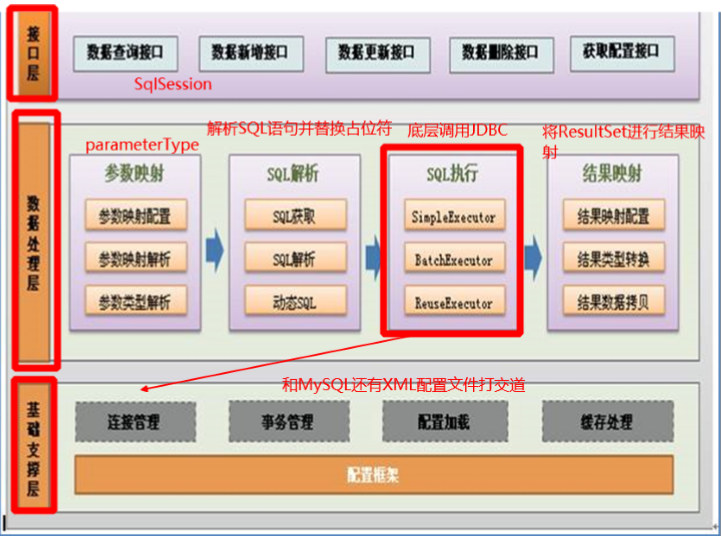 接口层
数据查询接口
数据新增接口
数据更新接口
数据删除接口
获取配置接口
SqlSession
数据处理层
parameterType
解析SQL语句并替换占位符
底层调用JDBC
将ResultSet进行结果映
射
参数映射
参数映射配置
参数映射解析
参数类型解析
SQL解析
SQL获取
SQL解析
动态SQL
SQL执行
SimpleExecutor
BatchExecutor
ReuseExecutor
结果映射
结果映射配置
结果类型转换
结果数据拷贝
和MySQL还有XML配置文件打交道
基础支撑层
连接管理
事务管理
配置加载
缓存处理
配置框架